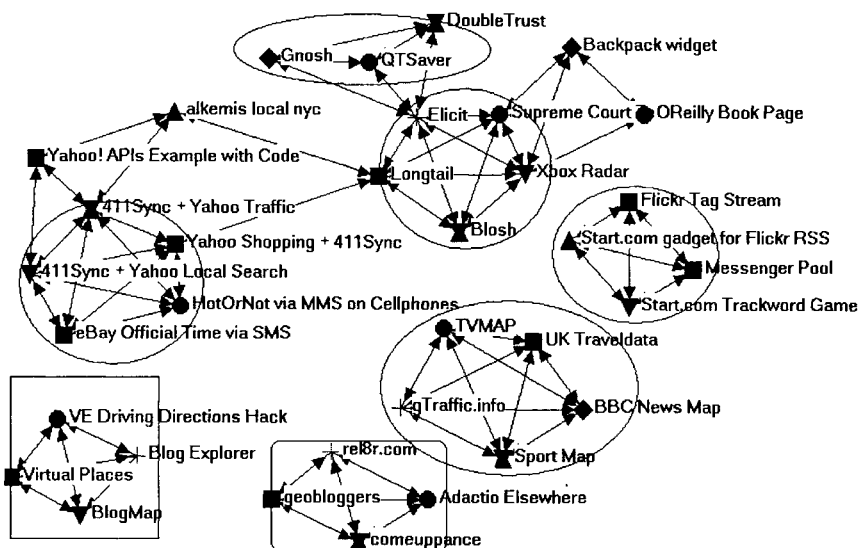 DoubleTrust
Gnosh
QTSaver
Backpack widget
alkemis local nyc
Elicit
Supreme Court
OReilly Book Page
Yahoo! APIs Example with Code
Longtail
Xbox Radar
411Sync + Yahoo Traffic
Flickr Tag Stream
Blosh
Yahoo Shopping + 411Sync
Start.com gadget for Flickr RSS
411Sync + Yahoo Local Search
Messenger Pool
HotOrNot via MMS on Cellphones
Start.com Trackword Game
eBay Official Time via SMS
TVMAP
UK Traveldata
gTraffic.info
BBC News Map
VE Driving Directions Hack
Blog Explorer
rel8r.com
Sport Map
Virtual Places
geobloggers
Adactio Elsewhere
BlogMap
comeuppance